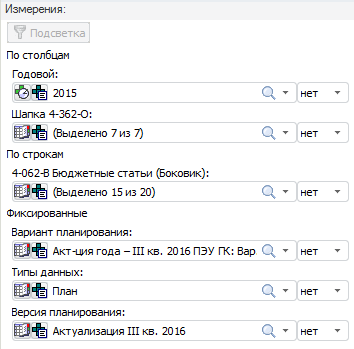 Измерения:
Подсветка
По столбцам
Годовой:
2015 нет
Шапка 4-362-О:
(Выделено 7 из 7) нет
По строкам
4-062-В Бюджетные статьи (Боковик):
(Выделено 15 из 20) нет
Фиксированные
Вариант планирования:
Акт-ция года – III кв. 2016 ПЭУ ГК: Вар нет
Типы данных:
План нет
Версия планирования:
Актуализация III кв. 2016 нет